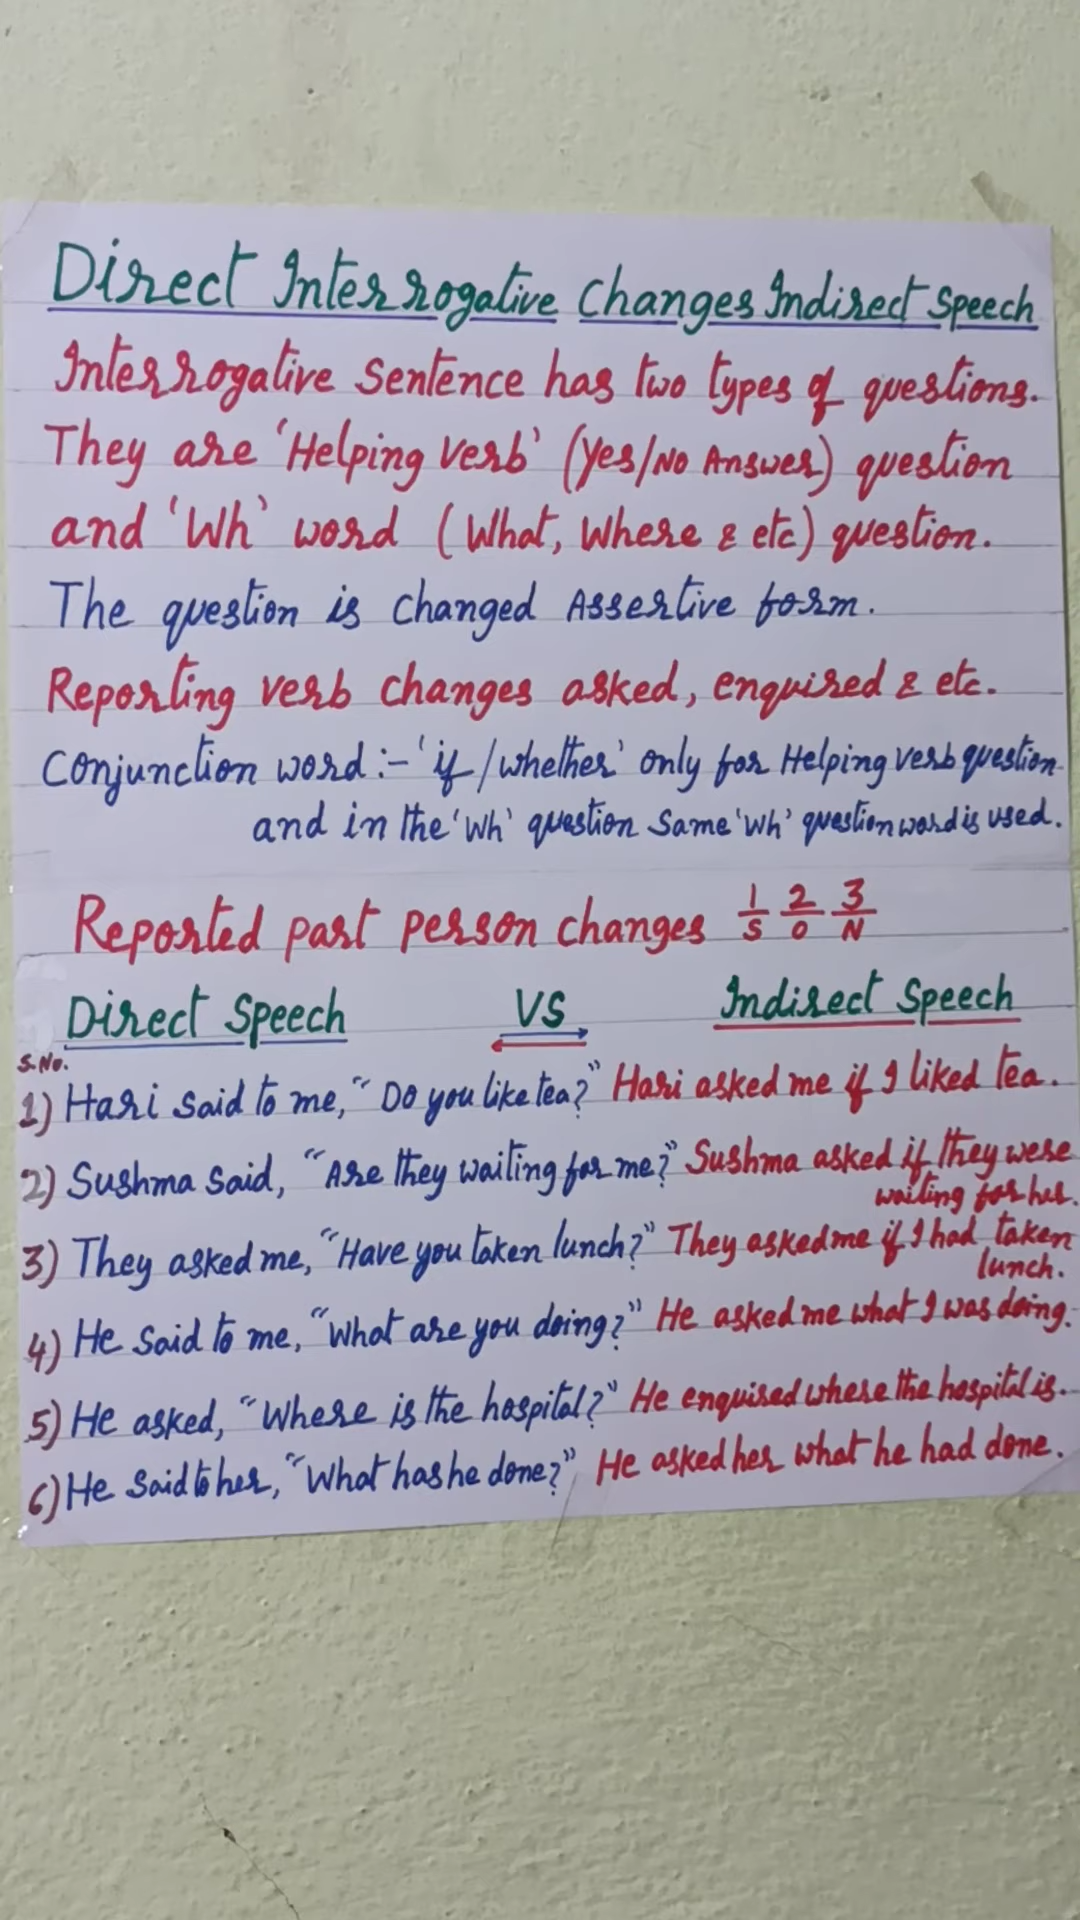 Direct Interrogative Changes Indirect Speech
Interrogative Sentence has two types of questions.
They are 'Helping Verb' (Yes/No Answer) question
and 'Wh' word (What, Where & etc) question.
The question is changed Assertive form.
Reporting verb changes asked, enquired & etc.
Conjunction word :- 'if/whether' only for Helping verb question
and in the 'Wh' question same 'Wh' question word is used.
Reported part person changes 1/S 2/O 3/N
Direct Speech VS Indirect Speech
S.No.
1) Hari said to me, "Do you like tea?" Hari asked me if I liked tea.
2) Sushma said, "Are they waiting for me?" Sushma asked if they were
waiting for her.
3) They asked me, "Have you taken lunch?" They asked me if I had taken
lunch.
4) He said to me, "What are you doing?" He asked me what I was doing.
5) He asked, "Where is the hospital?" He enquired where the hospital is.
6) He said to her, "What has he done?" He asked her what he had done.